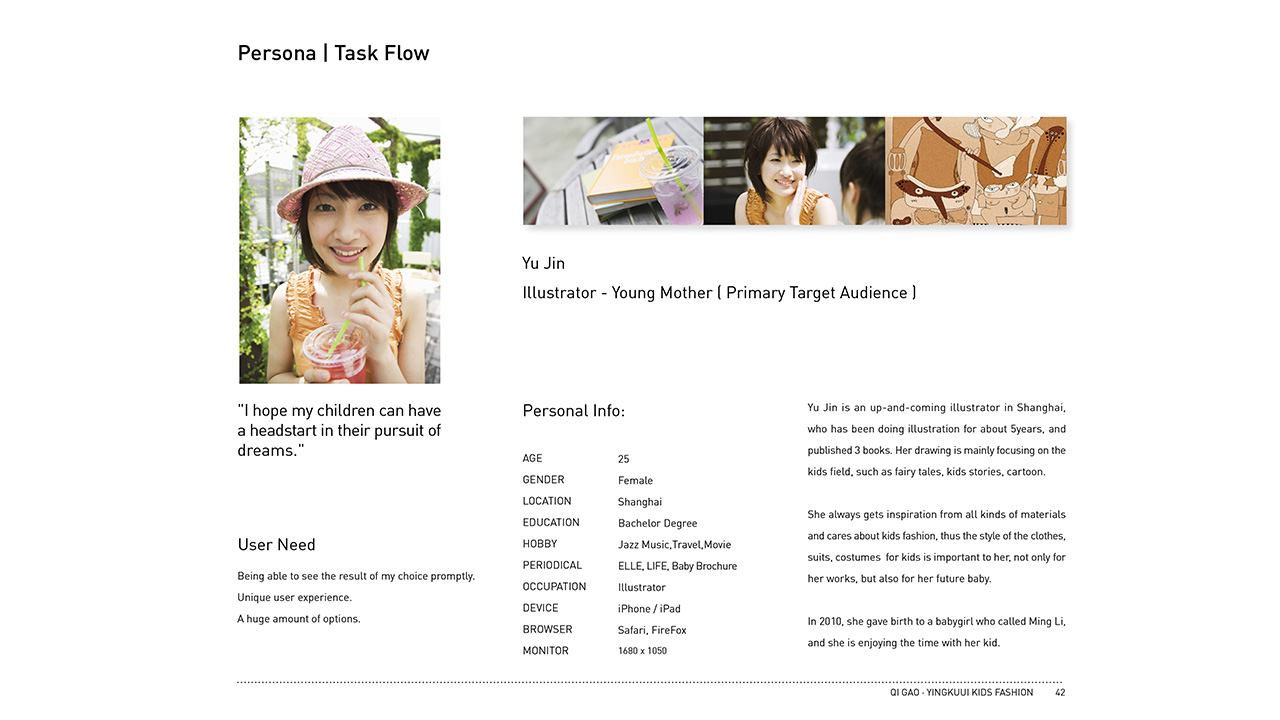 Persona | Task Flow
Yu Jin
Illustrator - Young Mother ( Primary Target Audience )
"I hope my children can have
a headstart in their pursuit of
dreams."
User Need
Being able to see the result of my choice promptly.
Unique user experience.
A huge amount of options.
Personal Info:
AGE 25
GENDER Female
LOCATION Shanghai
EDUCATION Bachelor Degree
HOBBY Jazz Music,Travel,Movie
PERIODICAL ELLE, LIFE, Baby Brochure
OCCUPATION Illustrator
DEVICE iPhone / iPad
BROWSER Safari, FireFox
MONITOR 1680 x 1050
Yu Jin is an up-and-coming illustrator in Shanghai,
who has been doing illustration for about 5years, and
published 3 books. Her drawing is mainly focusing on the
kids field, such as fairy tales, kids stories, cartoon.
She always gets inspiration from all kinds of materials
and cares about kids fashion, thus the style of the clothes,
suits, costumes for kids is important to her, not only for
her works, but also for her future baby.
In 2010, she gave birth to a babygirl who called Ming Li,
and she is enjoying the time with her kid.
QI GAO - YINGKUUI KIDS FASHION 42